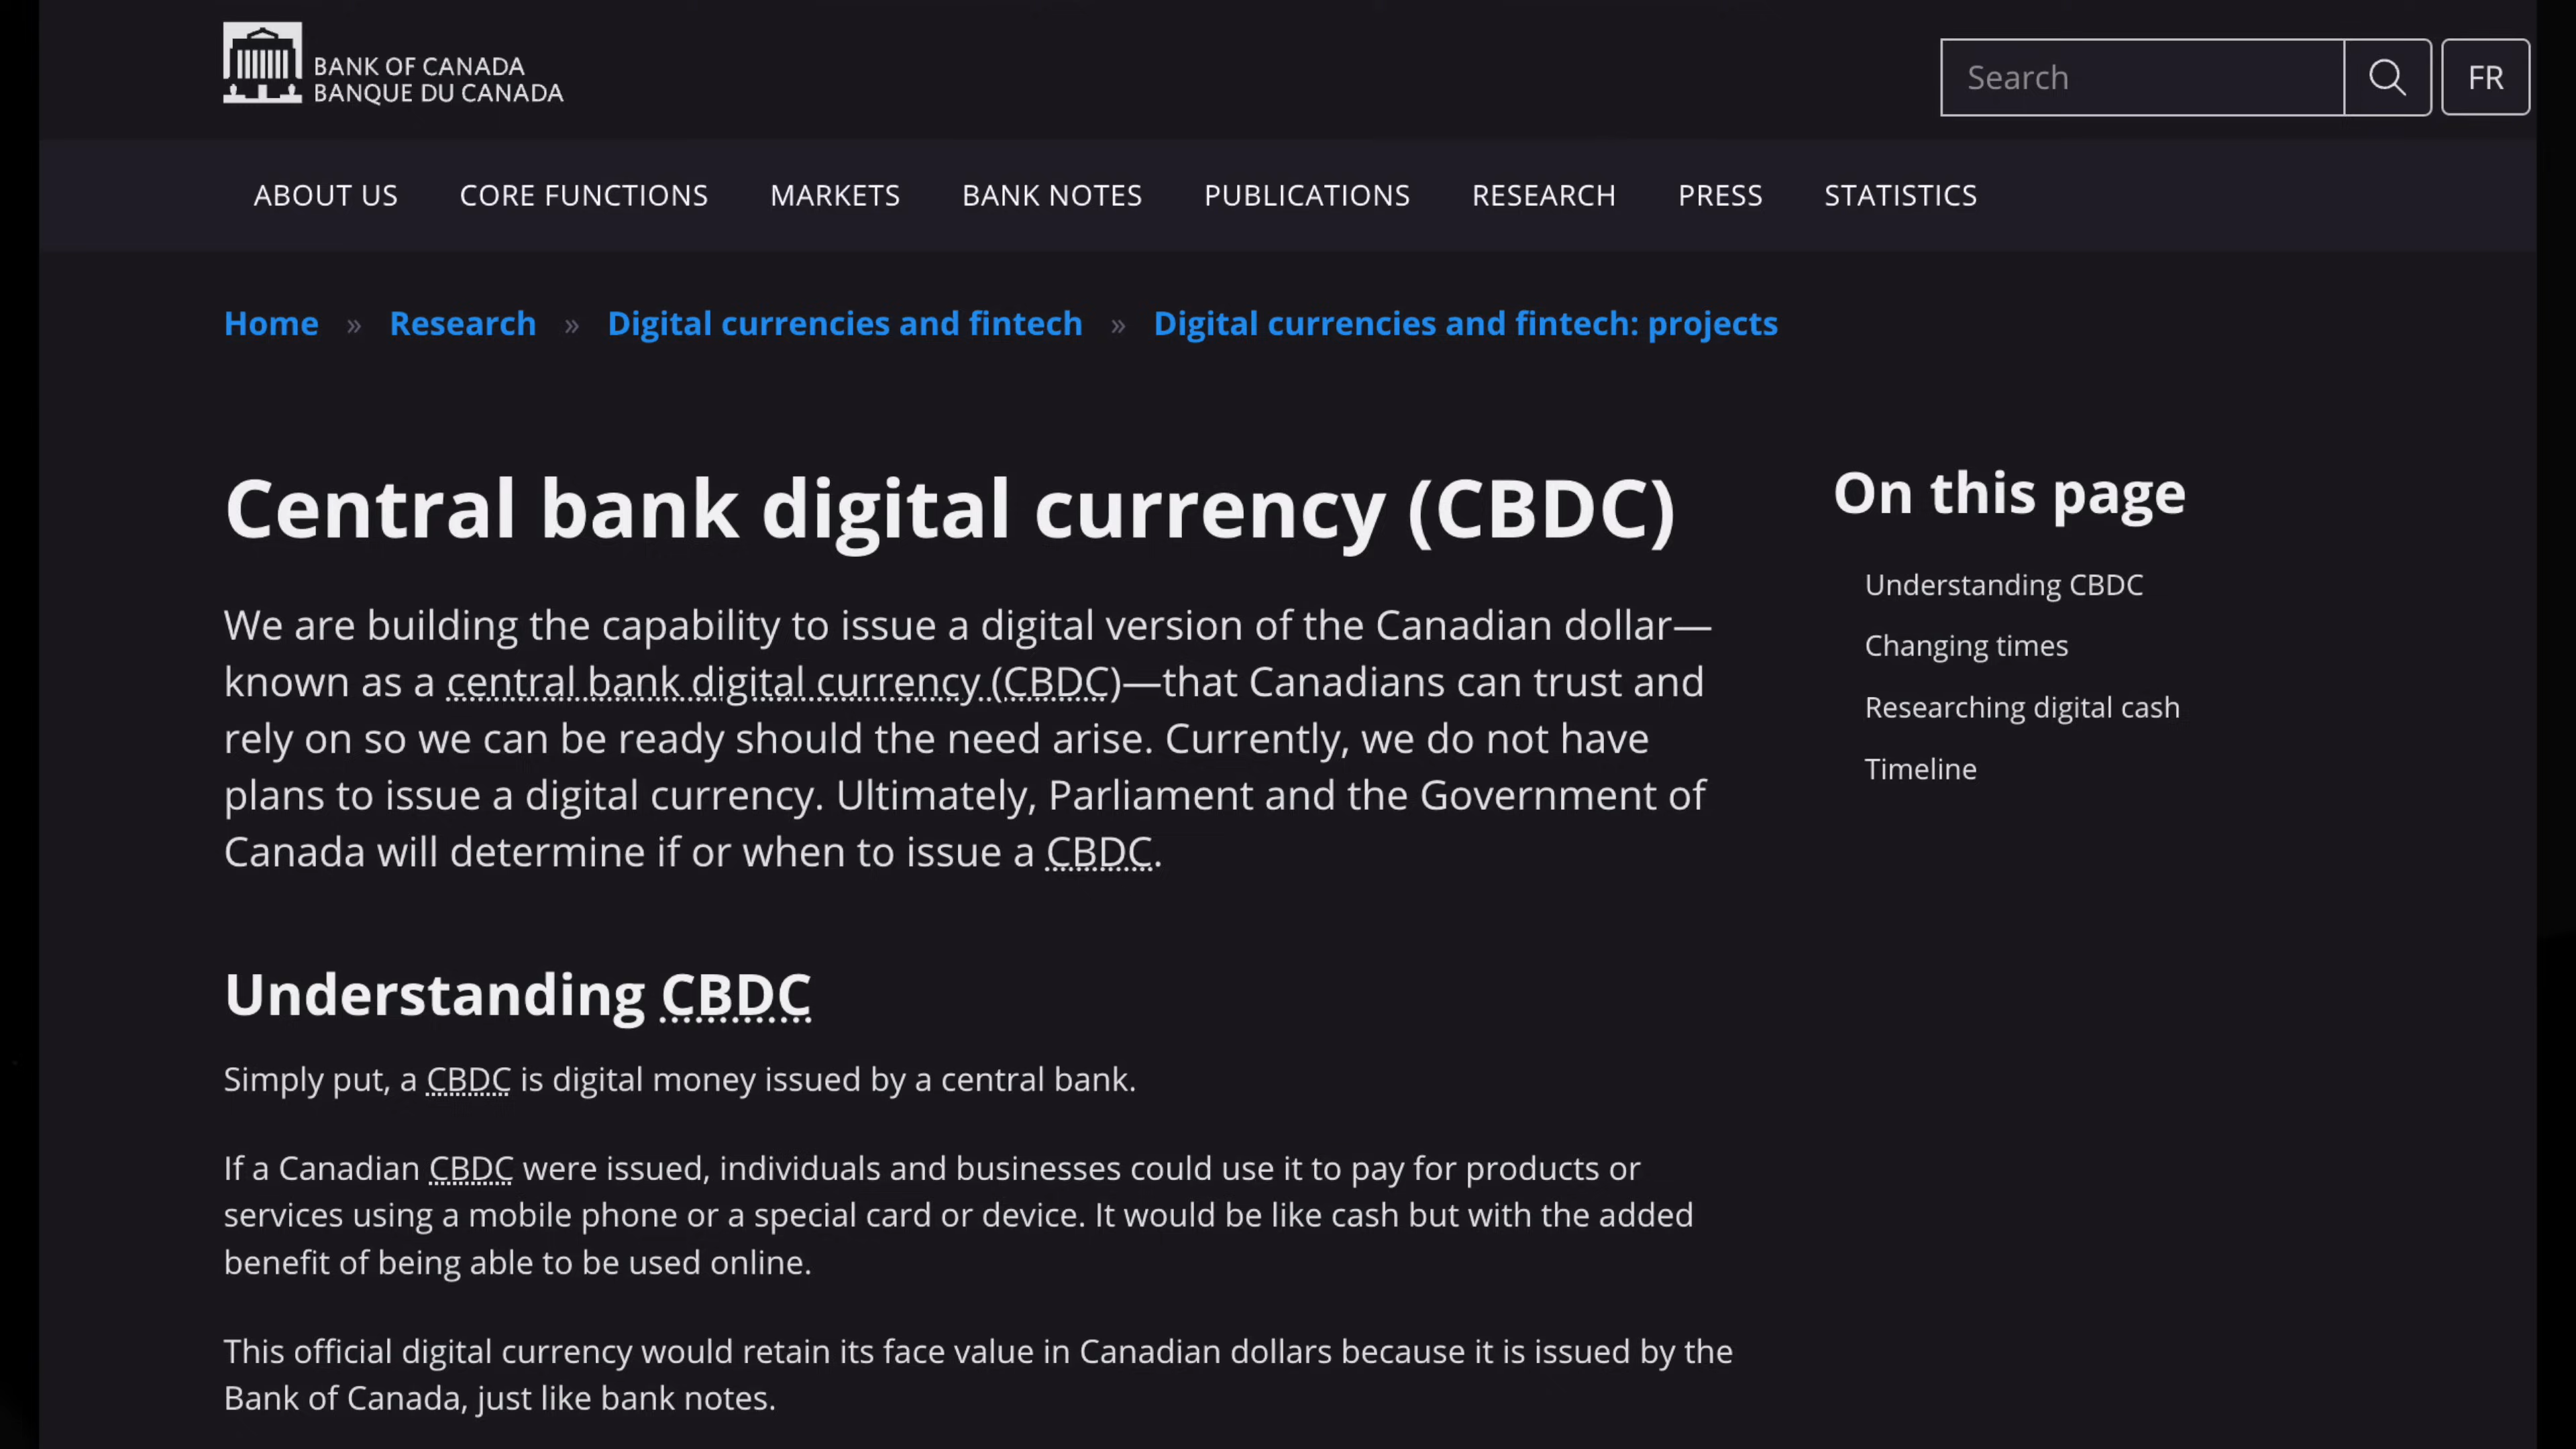 BANK OF CANADA
BANQUE DU CANADA
Search
FR
ABOUT US CORE FUNCTIONS MARKETS BANK NOTES PUBLICATIONS RESEARCH PRESS STATISTICS
Home » Research » Digital currencies and fintech » Digital currencies and fintech: projects
Central bank digital currency (CBDC)
We are building the capability to issue a digital version of the Canadian dollar—
known as a central bank digital currency (CBDC)—that Canadians can trust and
rely on so we can be ready should the need arise. Currently, we do not have
plans to issue a digital currency. Ultimately, Parliament and the Government of
Canada will determine if or when to issue a CBDC.
Understanding CBDC
Simply put, a CBDC is digital money issued by a central bank.
If a Canadian CBDC were issued, individuals and businesses could use it to pay for products or
services using a mobile phone or a special card or device. It would be like cash but with the added
benefit of being able to be used online.
This official digital currency would retain its face value in Canadian dollars because it is issued by the
Bank of Canada, just like bank notes.
On this page
Understanding CBDC
Changing times
Researching digital cash
Timeline